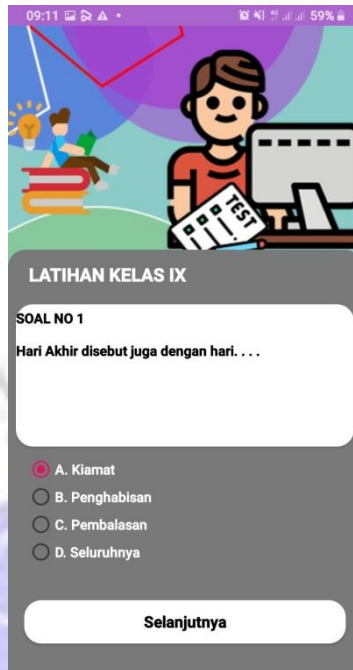 09:11 59%
TEST
LATIHAN KELAS IX
SOAL NO 1
Hari Akhir disebut juga dengan hari. . . .
A. Kiamat
B. Penghabisan
C. Pembalasan
D. Seluruhnya
Selanjutnya